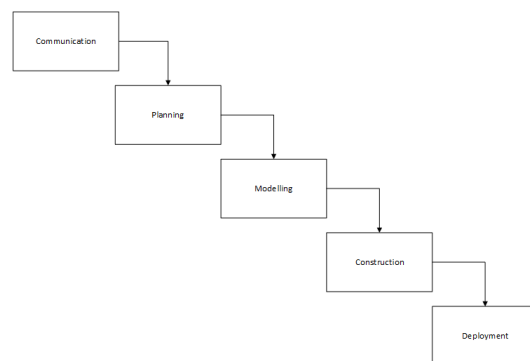 Communication
Planning
Modelling
Construction
Deployment